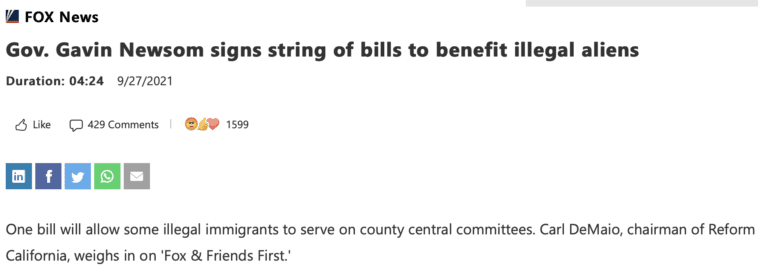 FOX News
Gov. Gavin Newsom signs string of bills to benefit illegal aliens
Duration: 04:24 9/27/2021
Like 429 Comments 1599
One bill will allow some illegal immigrants to serve on county central committees. Carl DeMaio, chairman of Reform
California, weighs in on 'Fox & Friends First.'